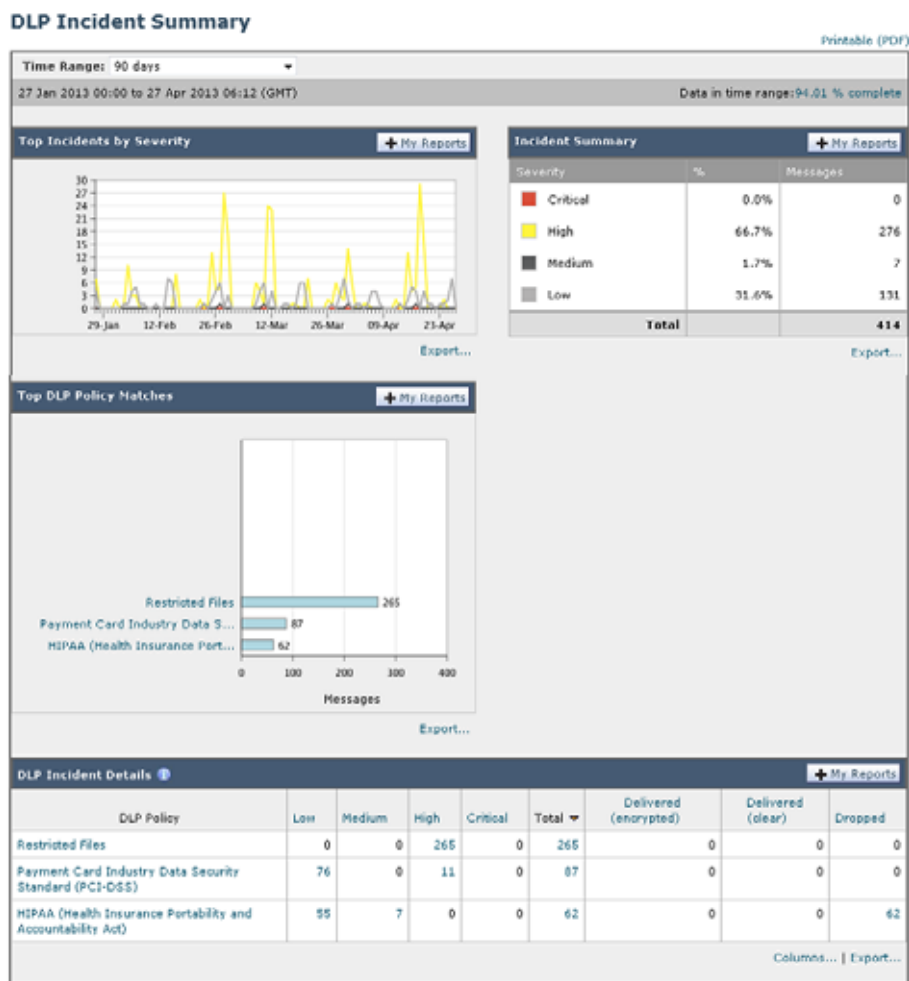 DLP Incident Summary
Printable (PDF)
Time Range: 90 days
27 Jan 2013 00:00 to 27 Apr 2013 06:12 (GMT)
Data in time range:94.01 % complete
Top Incidents by Severity
My Reports
30
27
24
21
18
15
12
9
6
3
0
29-Jan 12-Feb 26-Feb 12-Mar 26-Mar 09-Apr 23-Apr
Export...
Incident Summary
My Reports
Severity % Messages
Critical 0.0% 0
High 66.7% 276
Medium 1.7% 7
Low 31.6% 131
Total 414
Export...
Top DLP Policy Matches
My Reports
Restricted Files 265
Payment Card Industry Data S... 87
HIPAA (Health Insurance Port... 62
0 100 200 300 400
Messages
Export...
DLP Incident Details
My Reports
DLP Policy Low Medium High Critical Total Delivered (encrypted) Delivered (clear) Dropped
Restricted Files 0 0 265 0 265 0 0 0
Payment Card Industry Data Security 76 0 11 0 87 0 0 0
Standard (PCI-DSS)
HIPAA (Health Insurance Portability and 55 7 0 0 62 0 0 62
Accountability Act)
Columns... | Export...